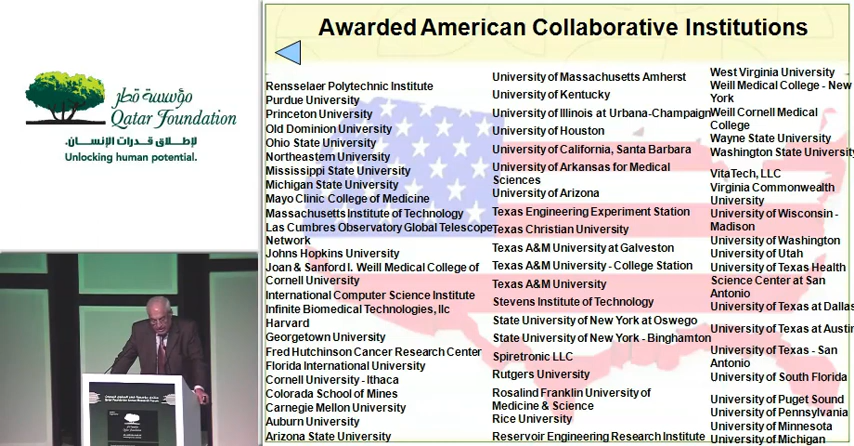 مؤسسة قطر
Qatar Foundation
لإطلاق قدرات الإنسان.
Unlocking human potential.
Awarded American Collaborative Institutions
Rensselaer Polytechnic Institute
Purdue University
Princeton University
Old Dominion University
Ohio State University
Northeastern University
Mississippi State University
Michigan State University
Mayo Clinic College of Medicine
Massachusetts Institute of Technology
Las Cumbres Observatory Global Telescope
Network
Johns Hopkins University
Joan & Sanford I. Weill Medical College of
Cornell University
International Computer Science Institute
Infinite Biomedical Technologies, llc
Harvard
Georgetown University
Fred Hutchinson Cancer Research Center
Florida International University
Cornell University - Ithaca
Colorada School of Mines
Carnegie Mellon University
Auburn University
Arizona State University
University of Massachusetts Amherst
University of Kentucky
University of Illinois at Urbana-Champaign
University of Houston
University of California, Santa Barbara
University of Arkansas for Medical
Sciences
University of Arizona
Texas Engineering Experiment Station
Texas Christian University
Texas A&M University at Galveston
Texas A&M University - College Station
Texas A&M University
Stevens Institute of Technology
State University of New York at Oswego
State University of New York - Binghamton
Spiretronic LLC
Rutgers University
Rosalind Franklin University of
Medicine & Science
Rice University
Reservoir Engineering Research Institute
West Virginia University
Weill Medical College - New
York
Weill Cornell Medical
College
Wayne State University
Washington State University
VitaTech, LLC
Virginia Commonwealth
University
University of Wisconsin -
Madison
University of Washington
University of Utah
University of Texas Health
Science Center at San
Antonio
University of Texas at Dallas
University of Texas at Austin
University of Texas - San
Antonio
University of South Florida
University of Puget Sound
University of Pennsylvania
University of Minnesota
University of Michigan